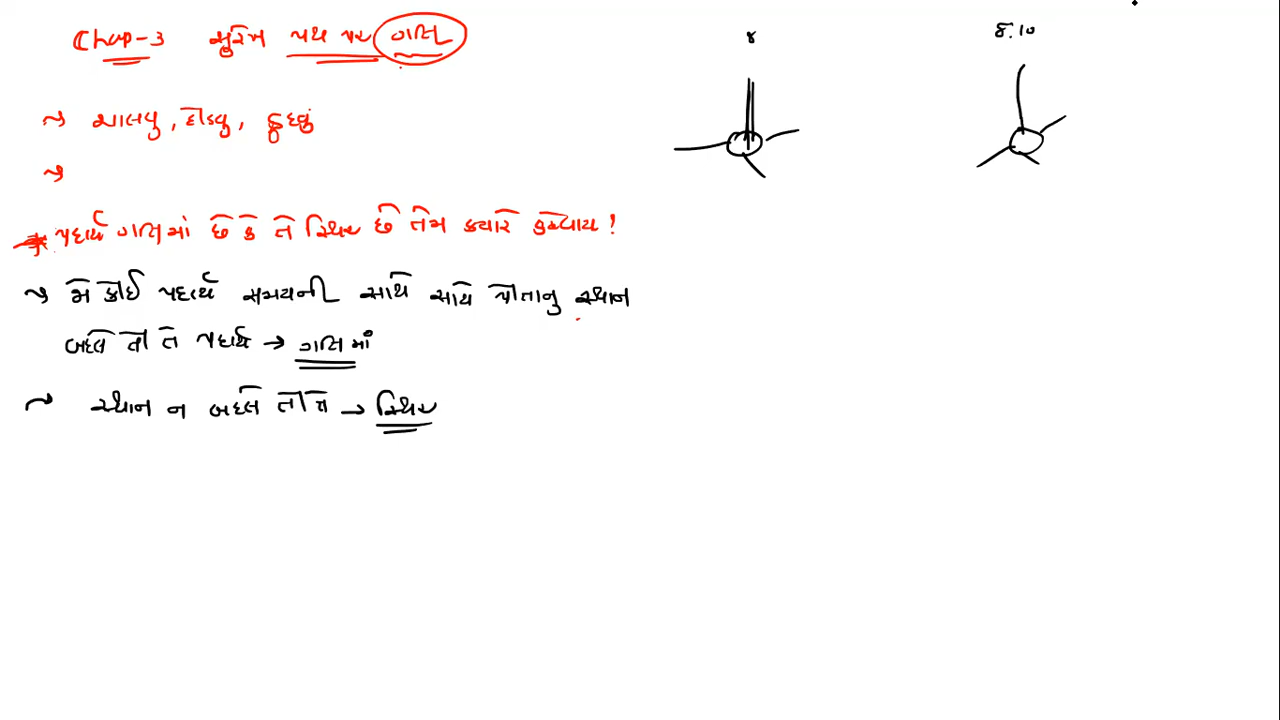 Chap-3 સુરેખ પથ પર ગતિ
~> ચાલવુ, દોડવુ, કુદવું
~>
* પદાર્થ ગતિમાં છે કે તે સ્થિર છે તેમ ક્યારે કહેવાય?
~> જે કોઈ પદાર્થ સમયની સાથે સાથે પોતાનુ સ્થાન
બદલે તો તે પદાર્થ → ગતિમાં
~> સ્થાન ન બદલે તો → સ્થિર
8
8:10